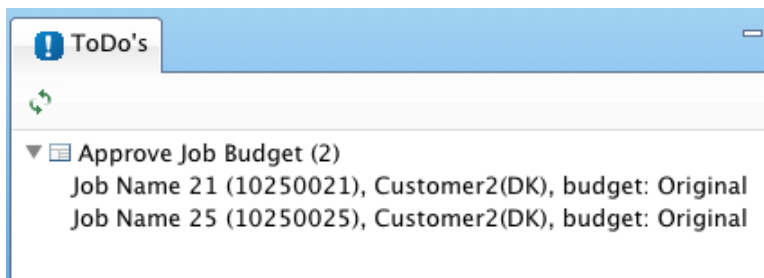 ToDo's
Approve Job Budget (2)
Job Name 21 (10250021), Customer2(DK), budget: Original
Job Name 25 (10250025), Customer2(DK), budget: Original